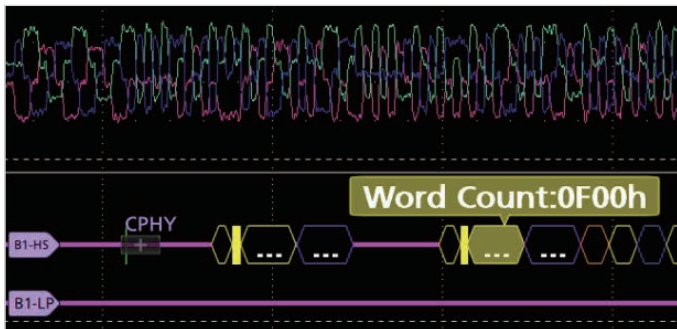 Word Count:0F00h
CPHY
+
B1-HS
... ... ... ...
B1-LP